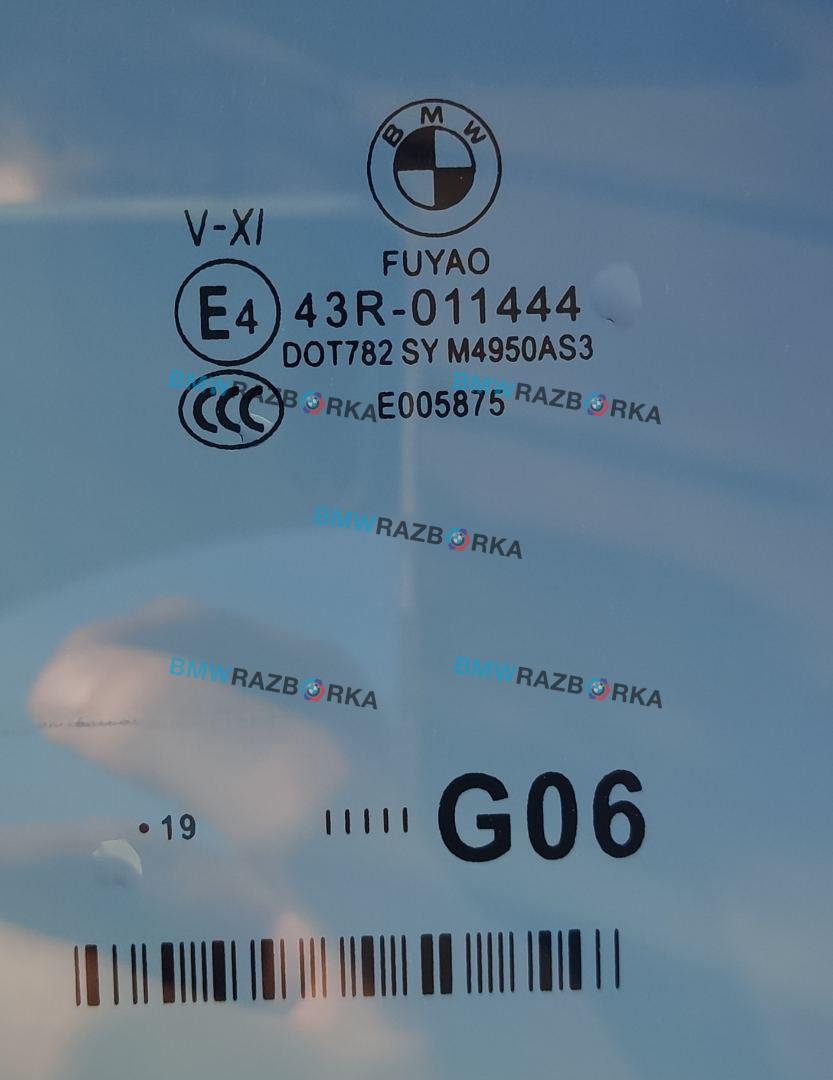 BMW
V-XI
FUYAO
E4 43R-011444
DOT782 SY M4950AS3
CCC E005875
BMWRAZBORKA BMWRAZBORKA
BMWRAZBORKA
BMWRAZBORKA BMWRAZBORKA
•19 ||||| G06